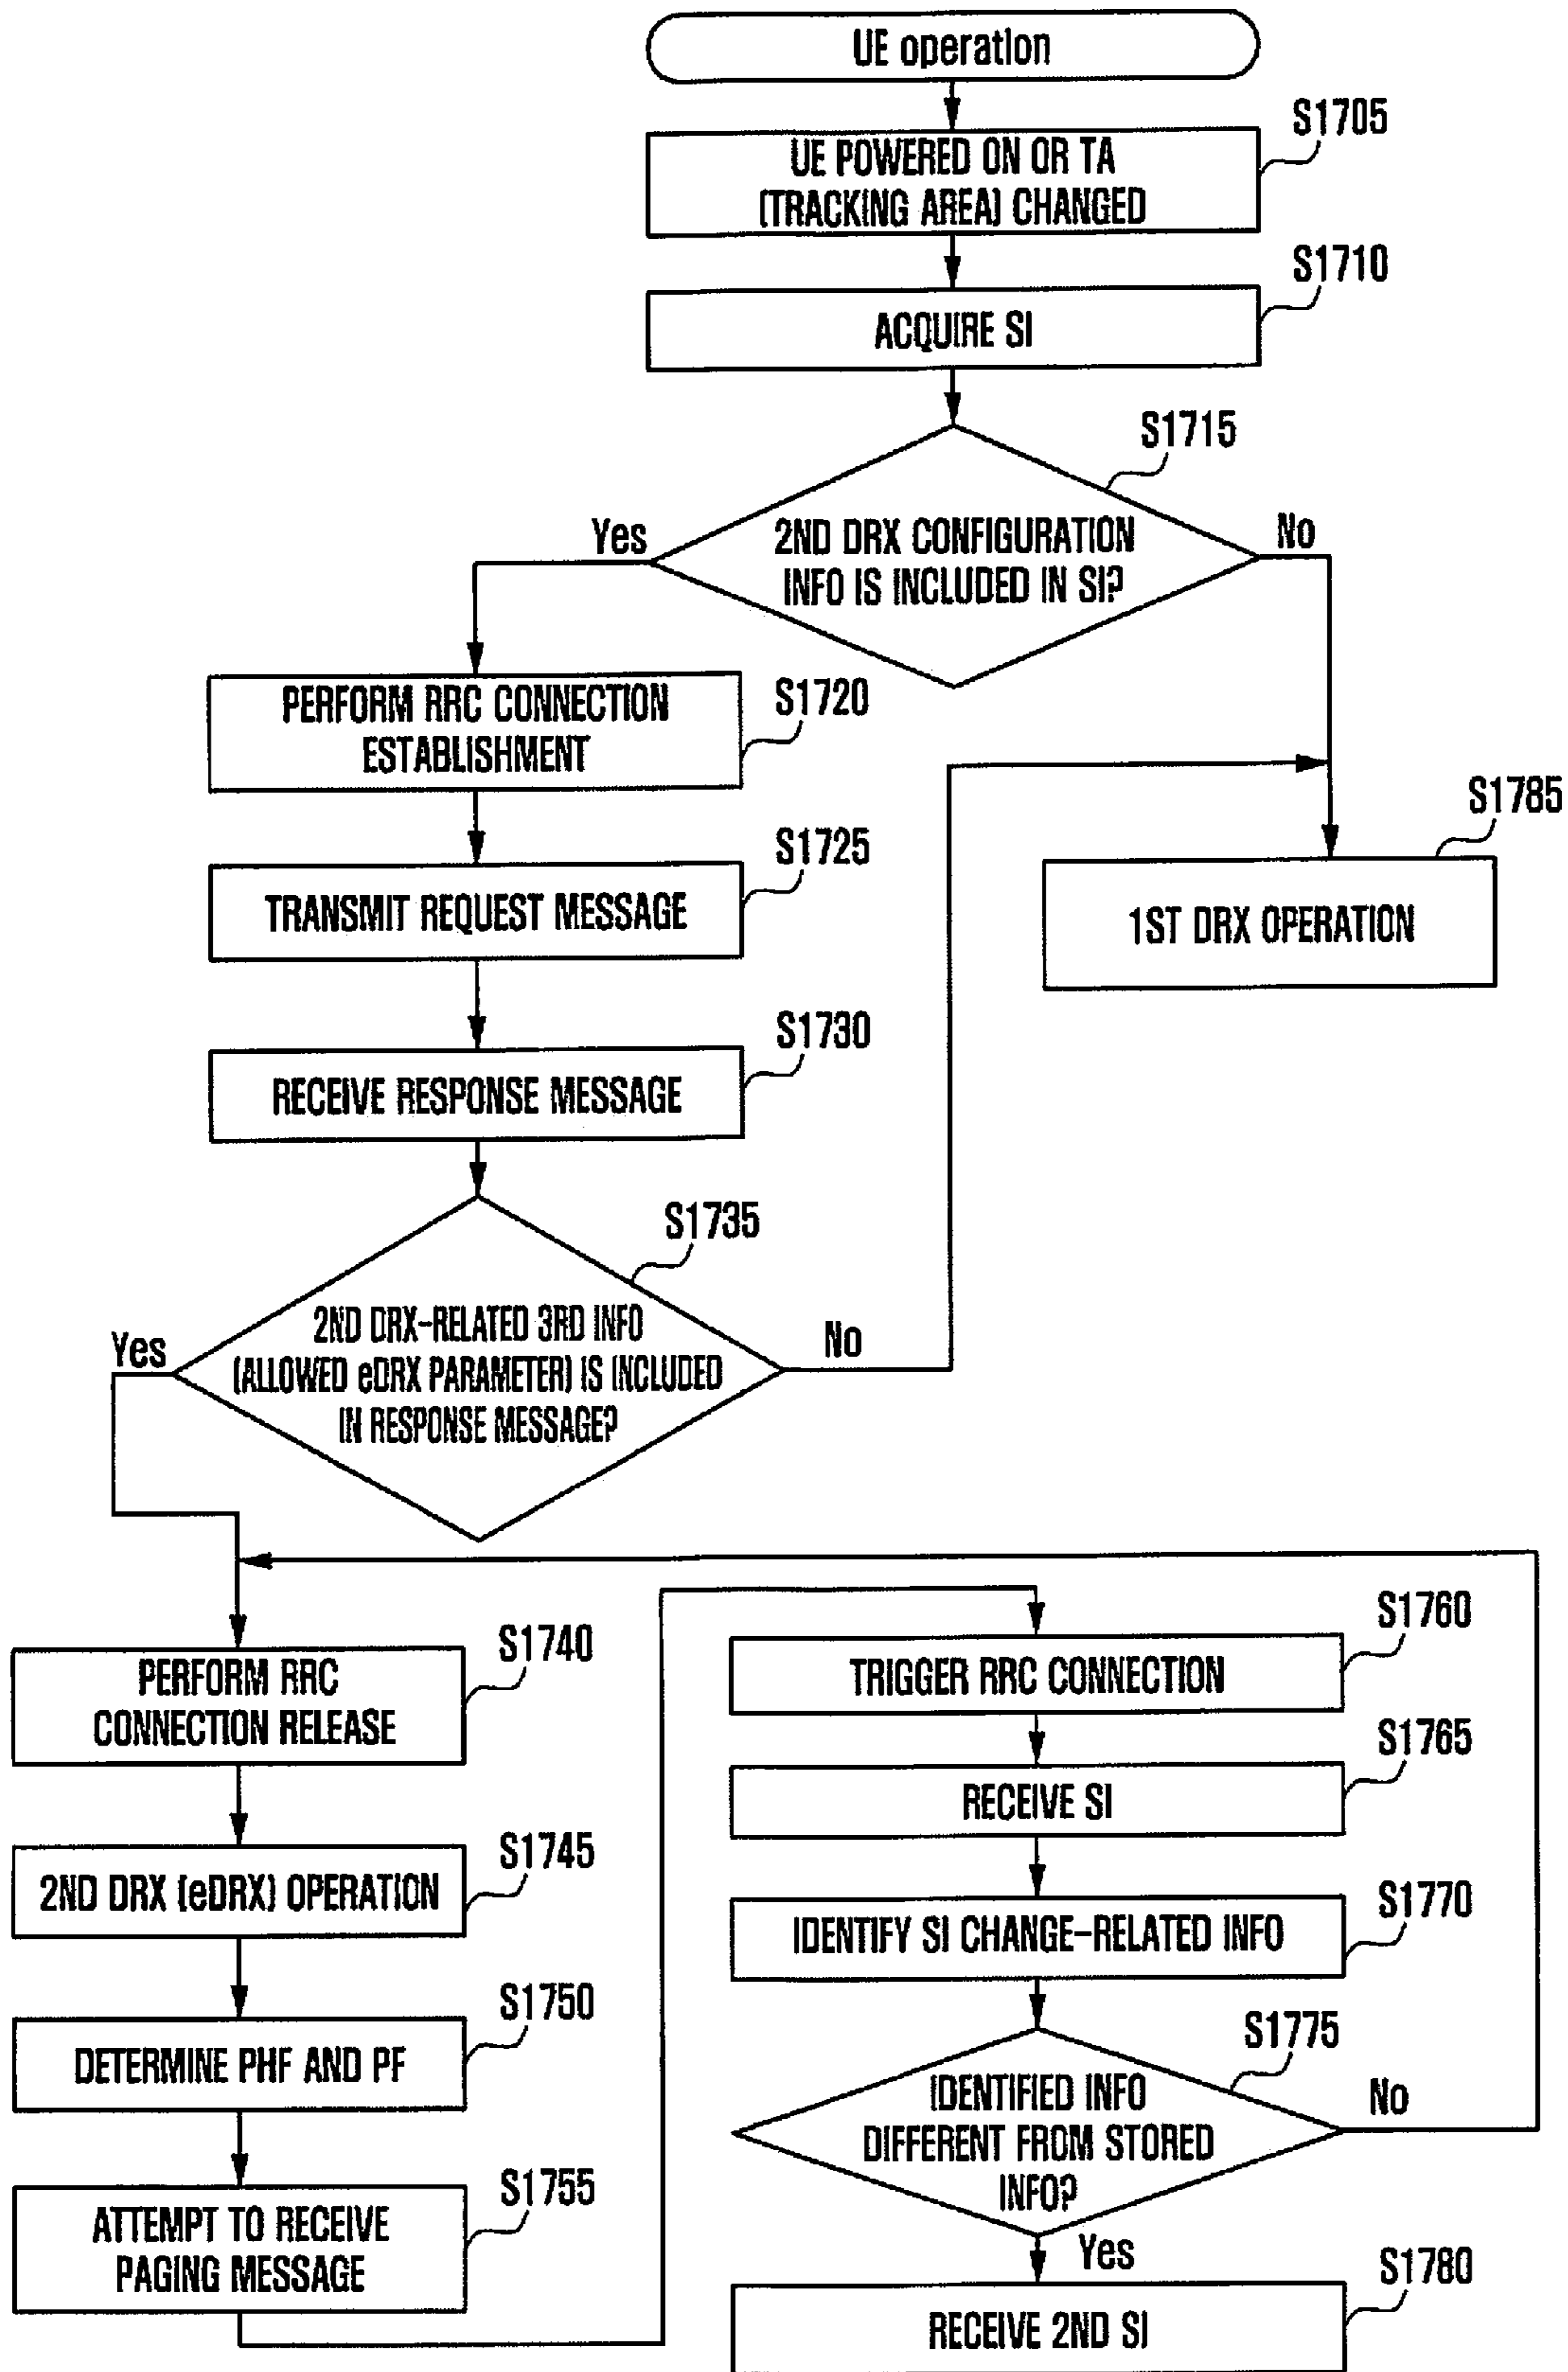 UE operation
S1705
UE POWERED ON OR TA
(TRACKING AREA) CHANGED
S1710
ACQUIRE SI
S1715
Yes
2ND DRX CONFIGURATION
INFO IS INCLUDED IN SI?
No
S1720
PERFORM RRC CONNECTION
ESTABLISHMENT
S1725
TRANSMIT REQUEST MESSAGE
S1785
1ST DRX OPERATION
S1730
RECEIVE RESPONSE MESSAGE
S1735
Yes
2ND DRX-RELATED 3RD INFO
(ALLOWED eDRX PARAMETER) IS INCLUDED
IN RESPONSE MESSAGE?
No
S1740
PERFORM RRC
CONNECTION RELEASE
S1745
2ND DRX (eDRX) OPERATION
S1750
DETERMINE PHF AND PF
S1755
ATTEMPT TO RECEIVE
PAGING MESSAGE
S1760
TRIGGER RRC CONNECTION
S1765
RECEIVE SI
S1770
IDENTIFY SI CHANGE-RELATED INFO
S1775
IDENTIFIED INFO
DIFFERENT FROM STORED
INFO?
No
Yes
S1780
RECEIVE 2ND SI